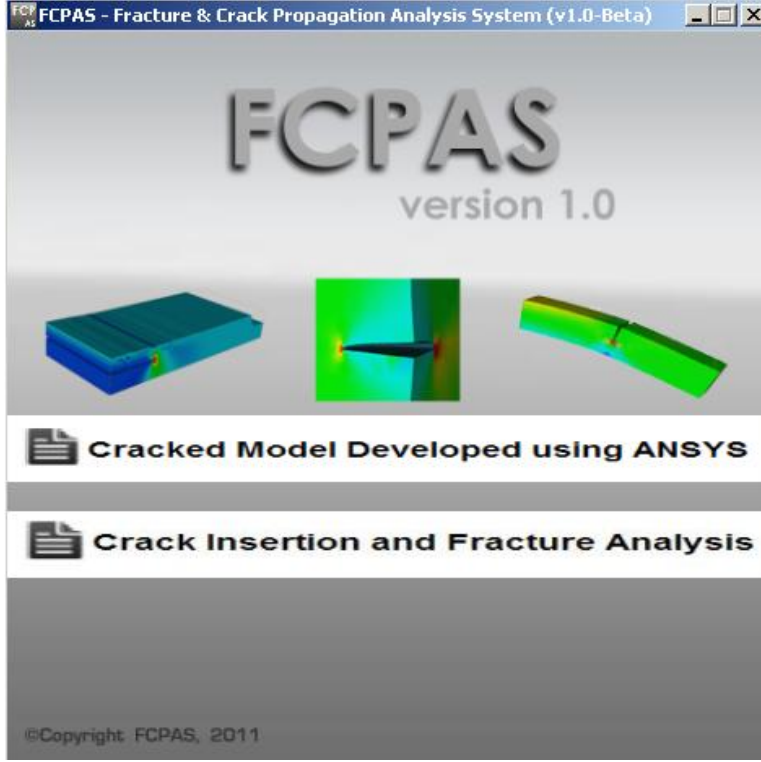 FCPAS - Fracture & Crack Propagation Analysis System (v1.0-Beta)
FCPAS
version 1.0
Cracked Model Developed using ANSYS
Crack Insertion and Fracture Analysis
©Copyright FCPAS, 2011